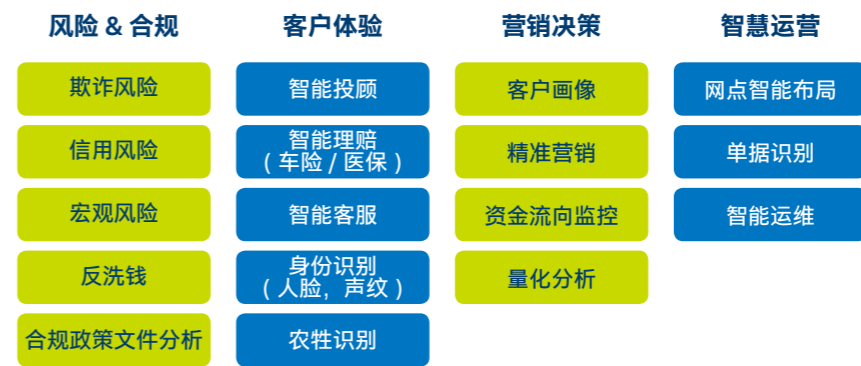 风险 & 合规
客户体验
营销决策
智慧运营
欺诈风险
智能投顾
客户画像
网点智能布局
信用风险
智能理赔
( 车险 / 医保 )
精准营销
单据识别
宏观风险
智能客服
资金流向监控
智能运维
反洗钱
身份识别
( 人脸，声纹 )
量化分析
合规政策文件分析
农牲识别